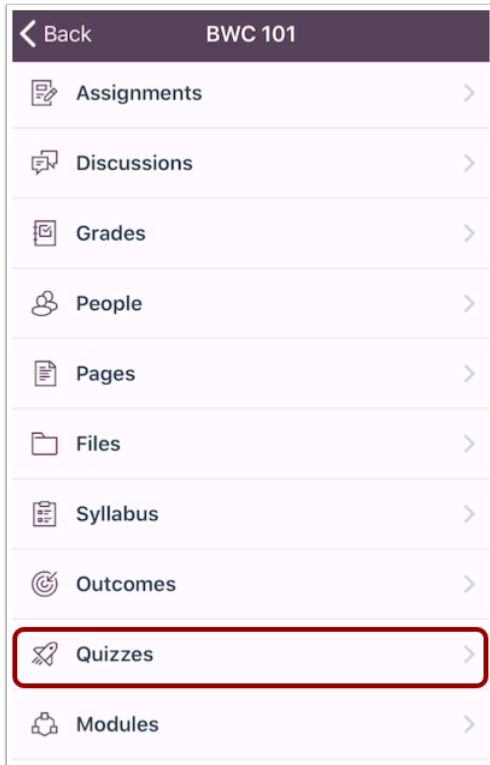 Back BWC 101
Assignments
Discussions
Grades
People
Pages
Files
Syllabus
Outcomes
Quizzes
Modules